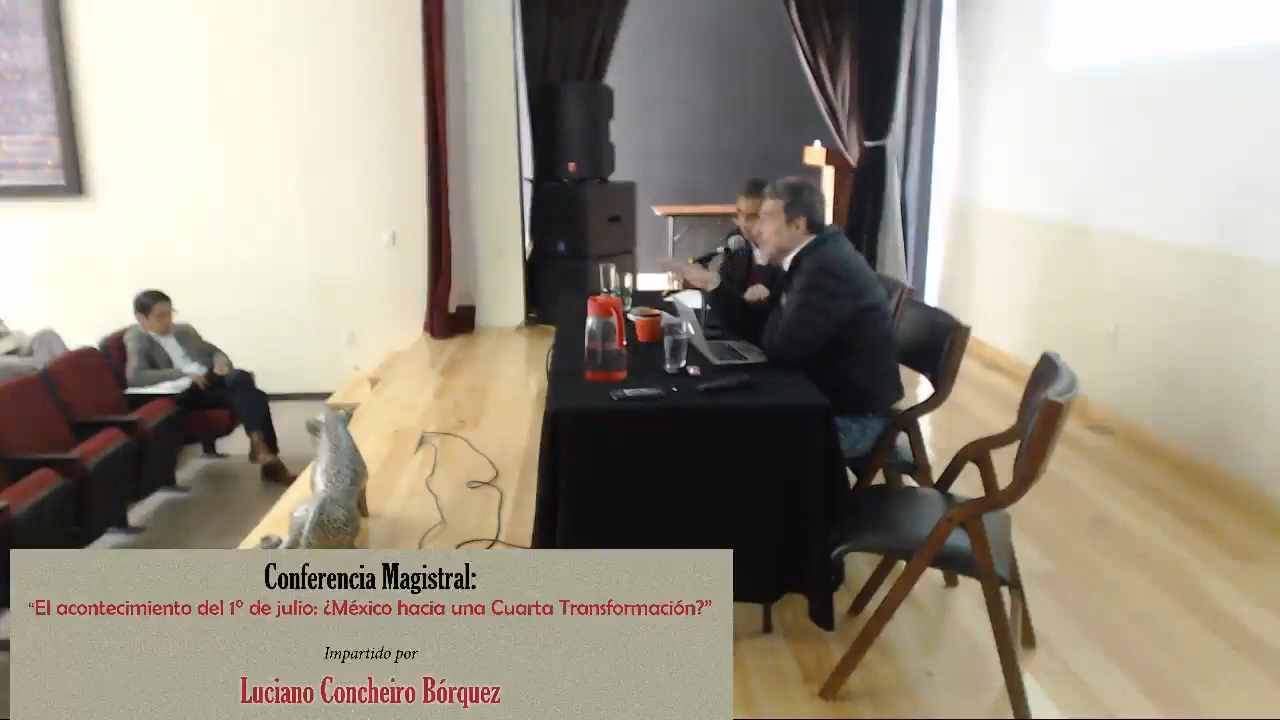 Conferencia Magistral:
“El acontecimiento del 1º de julio: ¿México hacia una Cuarta Transformación?”
Impartido por
Luciano Concheiro Bórquez